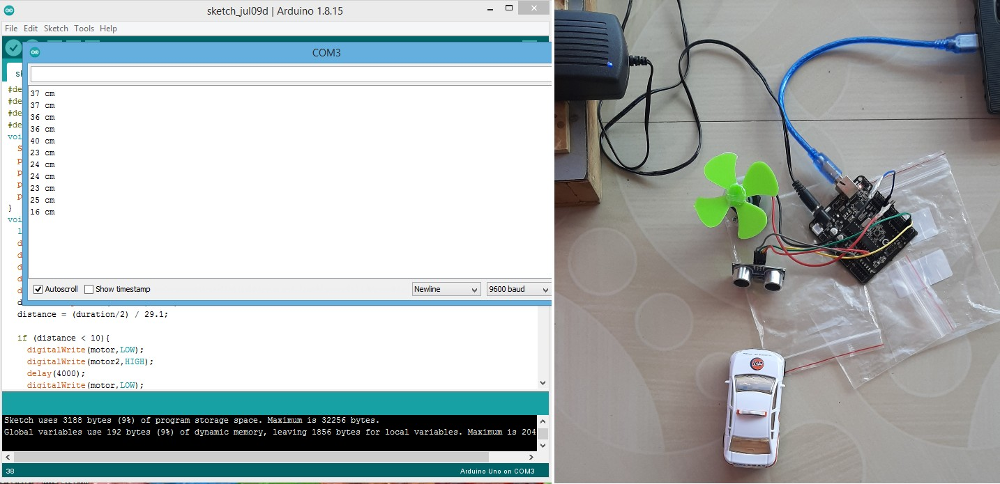 sketch_jul09d | Arduino 1.8.15
File Edit Sketch Tools Help
COM3
37 cm
37 cm
36 cm
36 cm
40 cm
23 cm
24 cm
24 cm
23 cm
25 cm
16 cm
#de
#de
#de
#de
voi
S
p
p
p
p
}
voi
l
d
d
d
d
d
d
Autoscroll Show timestamp Newline 9600 baud
distance = (duration/2) / 29.1;
if (distance < 10){
digitalWrite(motor,LOW);
digitalWrite(motor2,HIGH);
delay(4000);
digitalWrite(motor,LOW);
Sketch uses 3188 bytes (9%) of program storage space. Maximum is 32256 bytes.
Global variables use 192 bytes (9%) of dynamic memory, leaving 1856 bytes for local variables. Maximum is 204
38 Arduino Uno on COM3